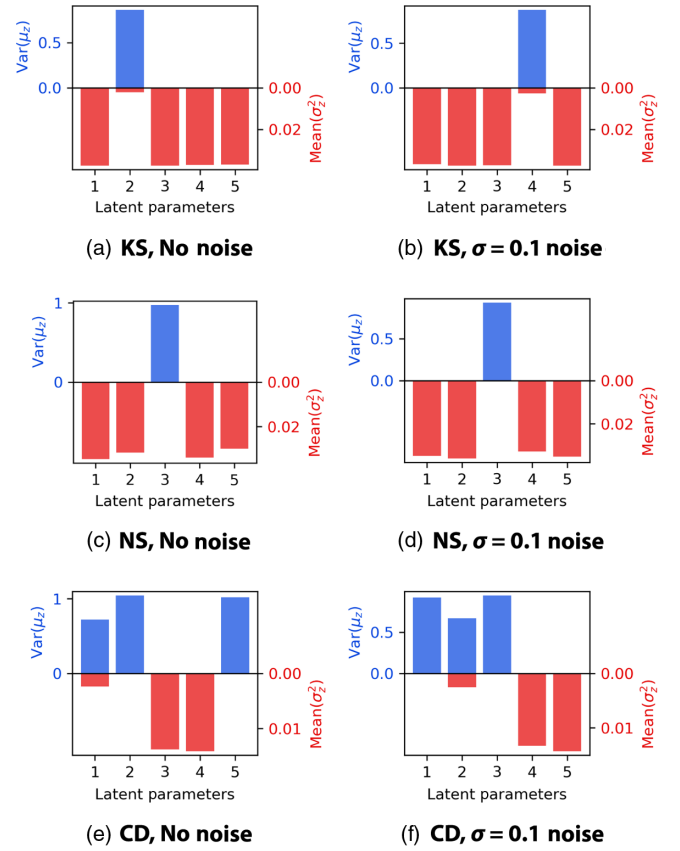 Var(μz)
0.5
0.0
0.00
0.02
Mean(σz²)
1 2 3 4 5
Latent parameters
(a) KS, No noise
Var(μz)
0.5
0.0
0.00
0.02
Mean(σz²)
1 2 3 4 5
Latent parameters
(b) KS, σ = 0.1 noise
Var(μz)
1
0
0.00
0.02
Mean(σz²)
1 2 3 4 5
Latent parameters
(c) NS, No noise
Var(μz)
0.5
0.0
0.00
0.02
Mean(σz²)
1 2 3 4 5
Latent parameters
(d) NS, σ = 0.1 noise
Var(μz)
1
0
0.00
0.01
Mean(σz²)
1 2 3 4 5
Latent parameters
(e) CD, No noise
Var(μz)
0.5
0.0
0.00
0.01
Mean(σz²)
1 2 3 4 5
Latent parameters
(f) CD, σ = 0.1 noise